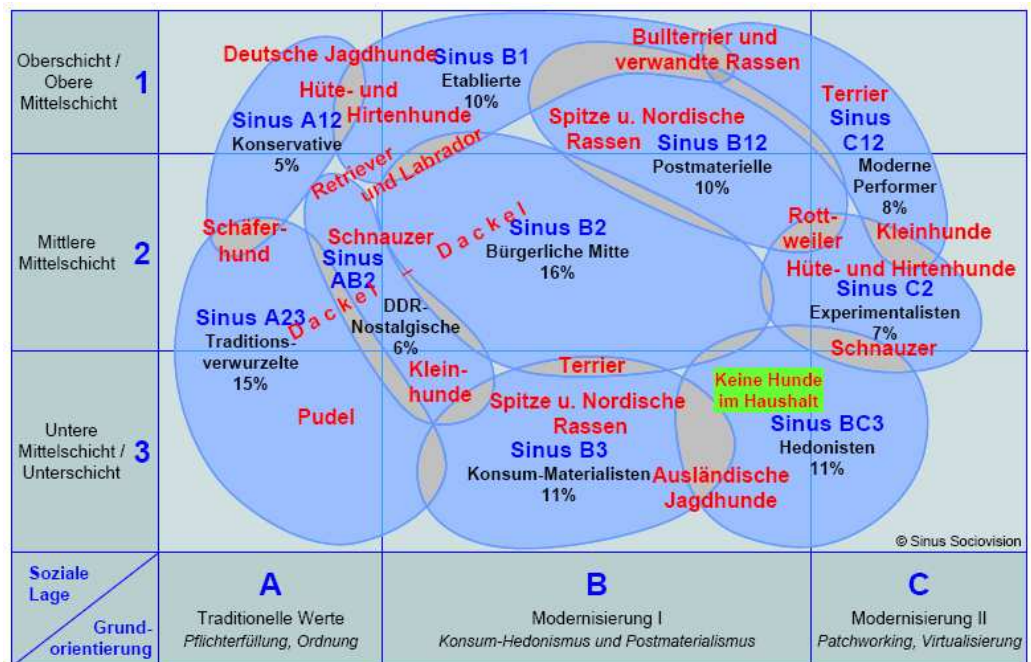 Oberschicht /
Obere
Mittelschicht
1
Deutsche Jagdhunde
Hüte- und
Hirtenhunde
Sinus A12
Konservative
5%
Sinus B1
Etablierte
10%
Bullterrier und
verwandte Rassen
Spitze u. Nordische
Rassen
Sinus B12
Postmaterielle
10%
Terrier
Sinus
C12
Moderne
Performer
8%
Retriever
und Labrador
Mittlere
Mittelschicht
2
Schäfer-
hund
Schnauzer
Sinus
AB2
Dackel – Dackel
DDR-
Nostalgische
6%
Sinus B2
Bürgerliche Mitte
16%
Rott-
weiler
Kleinhunde
Hüte- und Hirtenhunde
Sinus C2
Experimentalisten
7%
Schnauzer
Sinus A23
Traditions-
verwurzelte
15%
Untere
Mittelschicht /
Unterschicht
3
Pudel
Klein-
hunde
Terrier
Spitze u. Nordische
Rassen
Sinus B3
Konsum-Materialisten
11%
Keine Hunde
im Haushalt
Sinus BC3
Hedonisten
11%
Ausländische
Jagdhunde
© Sinus Sociovision
Soziale
Lage
Grund-
orientierung
A
Traditionelle Werte
Pflichterfüllung, Ordnung
B
Modernisierung I
Konsum-Hedonismus und Postmaterialismus
C
Modernisierung II
Patchworking, Virtualisierung